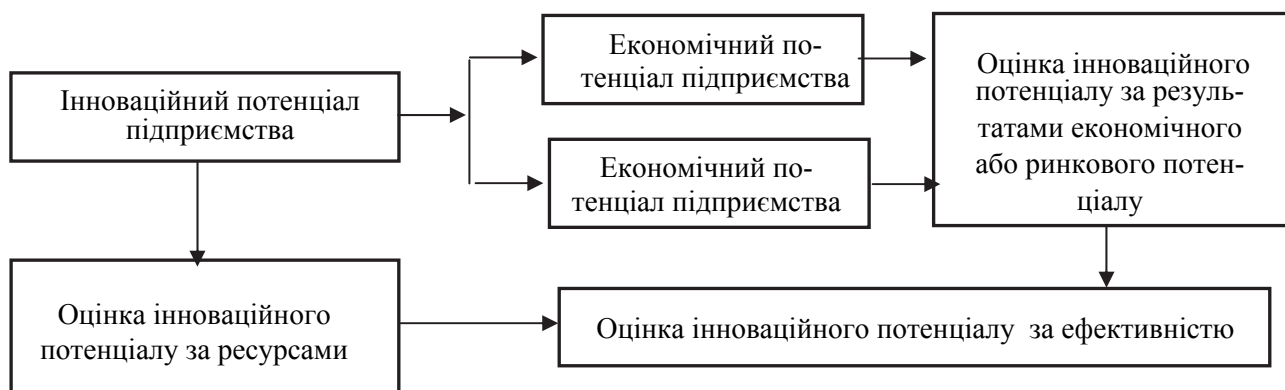 Інноваційний потенціал
підприємства
Економічний по-
тенціал підприємства
Економічний по-
тенціал підприємства
Оцінка інноваційного
потенціалу за резуль-
татами економічного
або ринкового потен-
ціалу
Оцінка інноваційного
потенціалу за ресурсами
Оцінка інноваційного потенціалу за ефективністю